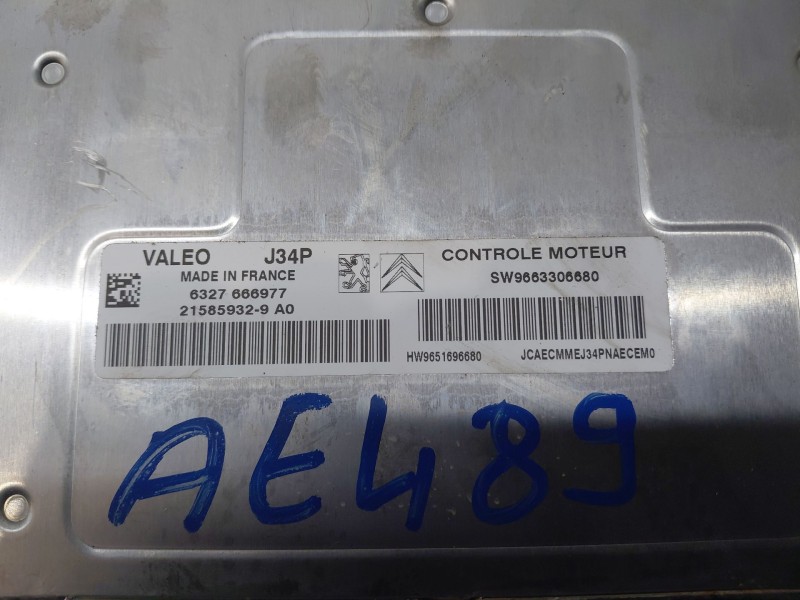 VALEO J34P
MADE IN FRANCE
6327 666977
21585932-9 A0
CONTROLE MOTEUR
SW9663306680
HW9651696680 JCAECMMEJ34PNAECEM0
AE489